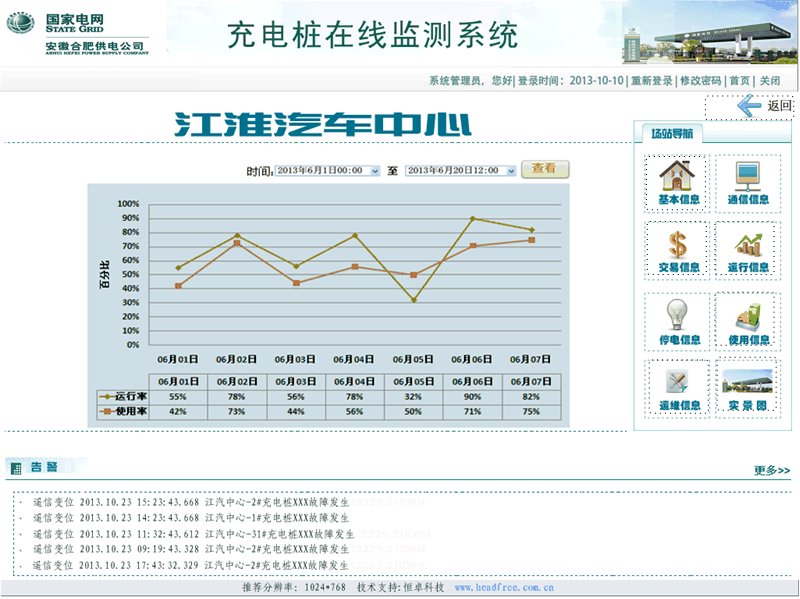 国家电网
STATE GRID
安徽合肥供电公司
ANHUI HEFEI POWER SUPPLY COMPANY
充电桩在线监测系统
系统管理员, 您好| 登录时间: 2013-10-10 | 重新登录 | 修改密码 | 首页 | 关闭
返回
江淮汽车中心
场站导航
时间: 2013年6月1日00:00 至 2013年6月20日12:00 查看
基本信息 通信信息
交易信息 运行信息
停电信息 使用信息
运维信息 实景图
百分比
100%
90%
80%
70%
60%
50%
40%
30%
20%
10%
0%
06月01日 06月02日 06月03日 06月04日 06月05日 06月06日 06月07日
06月01日 06月02日 06月03日 06月04日 06月05日 06月06日 06月07日
运行率 55% 78% 56% 78% 32% 90% 82%
使用率 42% 73% 44% 56% 50% 71% 75%
告警
更多>>
· 遥信变位 2013.10.23 15:23:43.668 江汽中心-2#充电桩XXX故障发生
· 遥信变位 2013.10.23 14:23:43.668 江汽中心-1#充电桩XXX故障发生
· 遥信变位 2013.10.23 11:32:43.612 江汽中心-31#充电桩XXX故障发生
· 遥信变位 2013.10.23 09:19:43.328 江汽中心-2#充电桩XXX故障发生
· 遥信变位 2013.10.23 17:43:32.329 江汽中心-2#充电桩XXX故障发生
推荐分辨率: 1024*768 技术支持:恒卓科技 www.headfree.com.cn